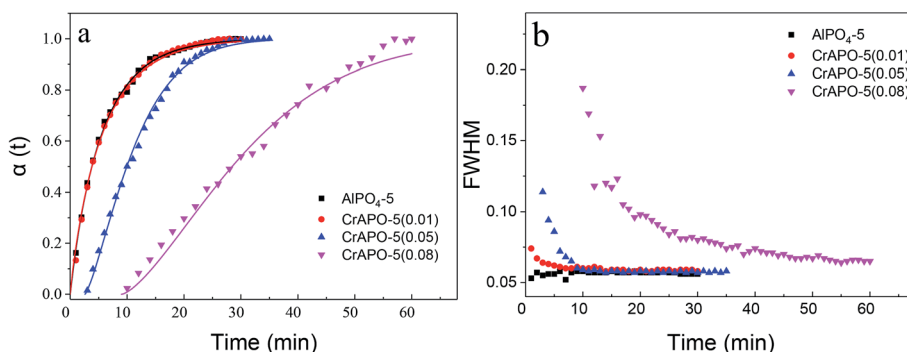 a
α (t)
1.0
0.8
0.6
0.4
0.2
0.0
AlPO₄-5
CrAPO-5(0.01)
CrAPO-5(0.05)
CrAPO-5(0.08)
0 10 20 30 40 50 60
Time (min)
b
FWHM
0.20
0.15
0.10
0.05
AlPO₄-5
CrAPO-5(0.01)
CrAPO-5(0.05)
CrAPO-5(0.08)
0 10 20 30 40 50 60
Time (min)